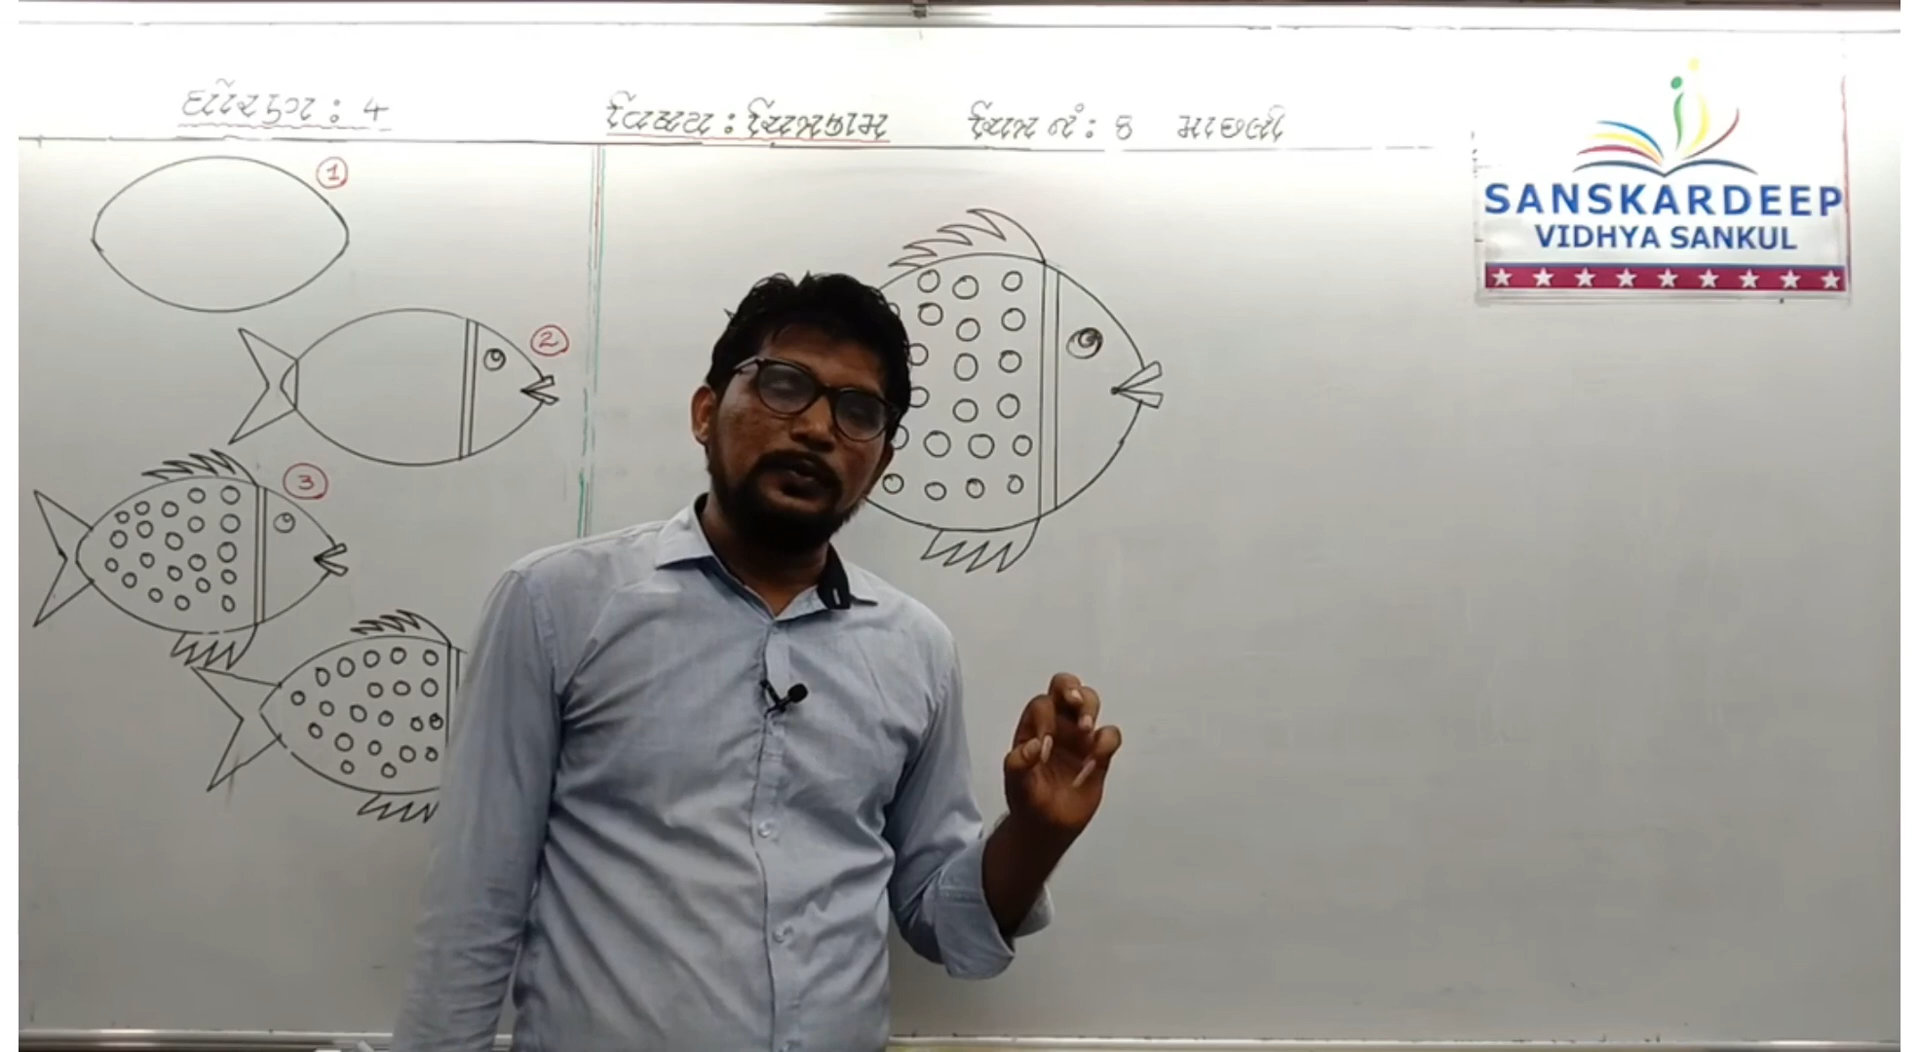 ધોરણ : 4
વિષય : ચિત્રકામ
ચિત્ર નં : 8 માછલી
1
2
3
SANSKARDEEP
VIDHYA SANKUL